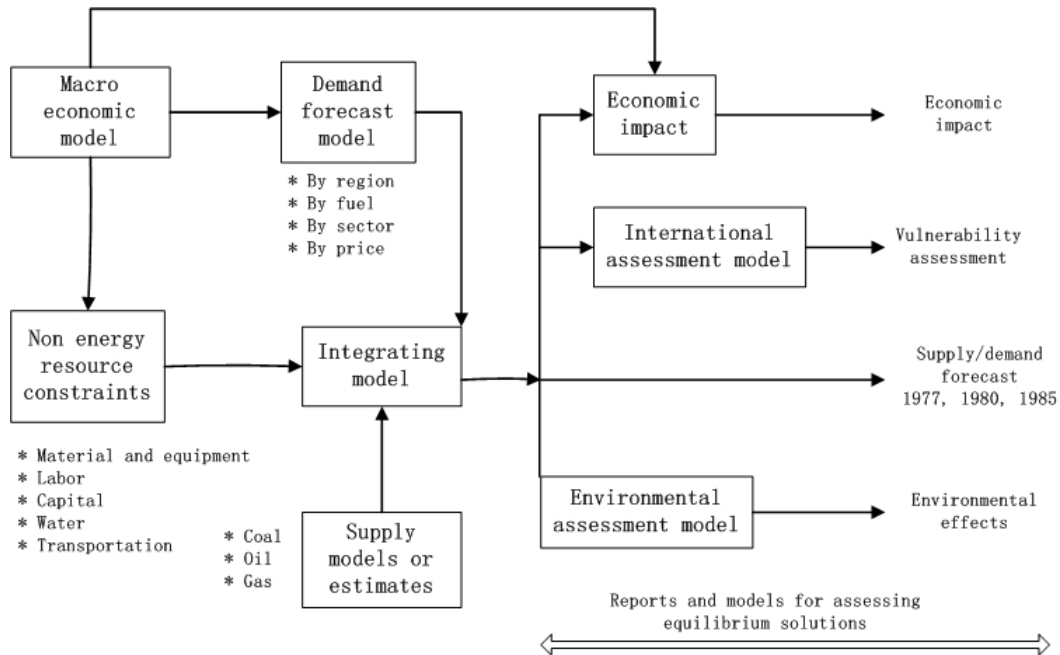 Macro
economic
model
Demand
forecast
model
* By region
* By fuel
* By sector
* By price
Economic
impact
Economic
impact
International
assessment model
Vulnerability
assessment
Non energy
resource
constraints
* Material and equipment
* Labor
* Capital
* Water
* Transportation
Integrating
model
Supply/demand
forecast
1977, 1980, 1985
* Coal
* Oil
* Gas
Supply
models or
estimates
Environmental
assessment model
Environmental
effects
Reports and models for assessing
equilibrium solutions